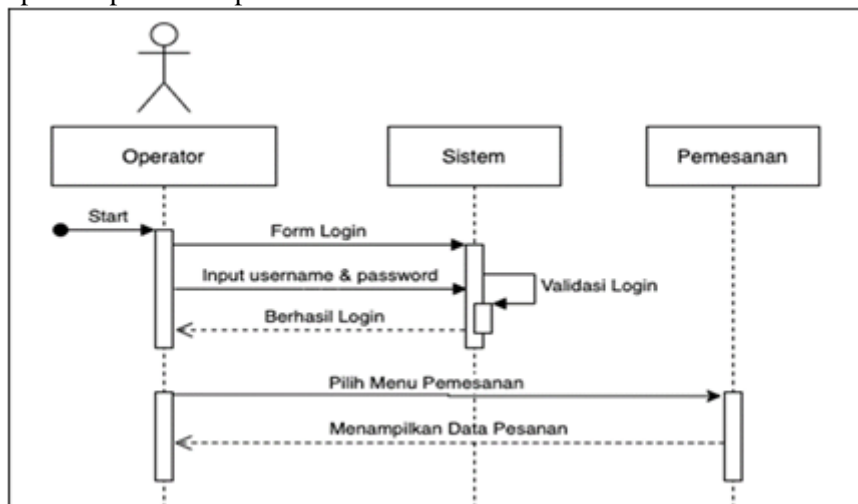 Operator
Sistem
Pemesanan
Start
Form Login
Input username & password
Validasi Login
Berhasil Login
Pilih Menu Pemesanan
Menampilkan Data Pesanan